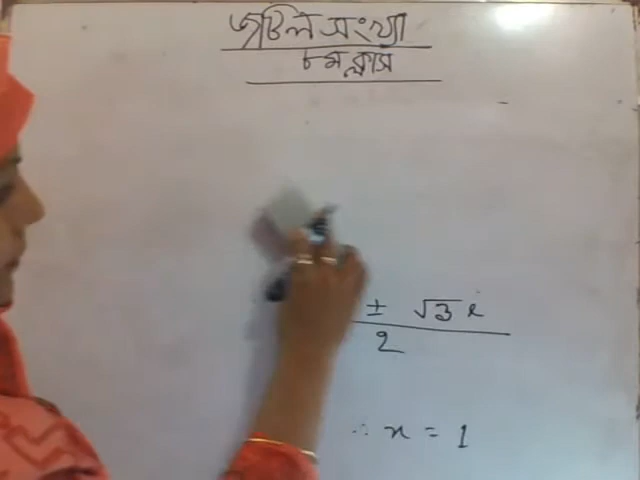 জটিল সংখ্যা
৮ম ক্লাস
± √3 i
2
∴ x = 1